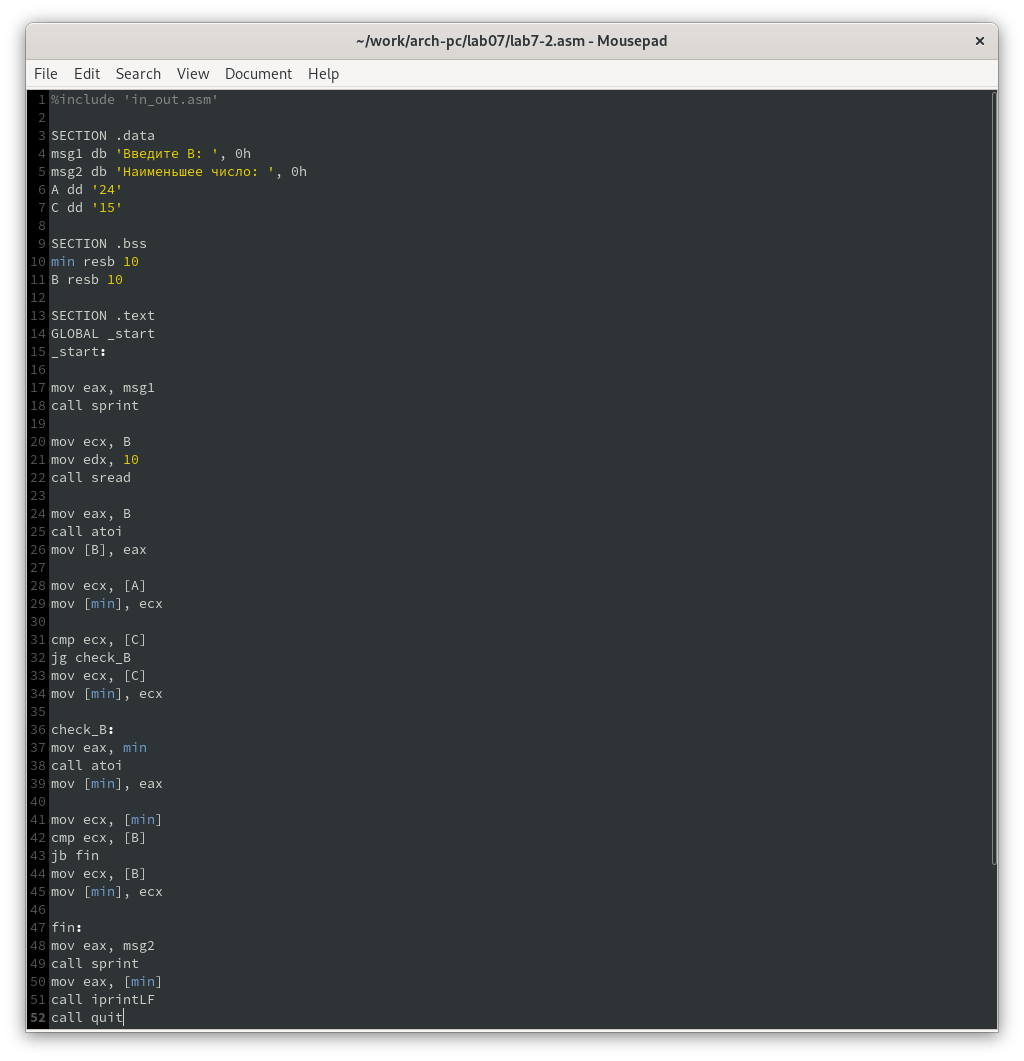 ~/work/arch-pc/lab07/lab7-2.asm - Mousepad ×
File Edit Search View Document Help
1 %include 'in_out.asm'
2
3 SECTION .data
4 msg1 db 'Введите B: ', 0h
5 msg2 db 'Наименьшее число: ', 0h
6 A dd '24'
7 C dd '15'
8
9 SECTION .bss
10 min resb 10
11 B resb 10
12
13 SECTION .text
14 GLOBAL _start
15 _start:
16
17 mov eax, msg1
18 call sprint
19
20 mov ecx, B
21 mov edx, 10
22 call sread
23
24 mov eax, B
25 call atoi
26 mov [B], eax
27
28 mov ecx, [A]
29 mov [min], ecx
30
31 cmp ecx, [C]
32 jg check_B
33 mov ecx, [C]
34 mov [min], ecx
35
36 check_B:
37 mov eax, min
38 call atoi
39 mov [min], eax
40
41 mov ecx, [min]
42 cmp ecx, [B]
43 jb fin
44 mov ecx, [B]
45 mov [min], ecx
46
47 fin:
48 mov eax, msg2
49 call sprint
50 mov eax, [min]
51 call iprintLF
52 call quit